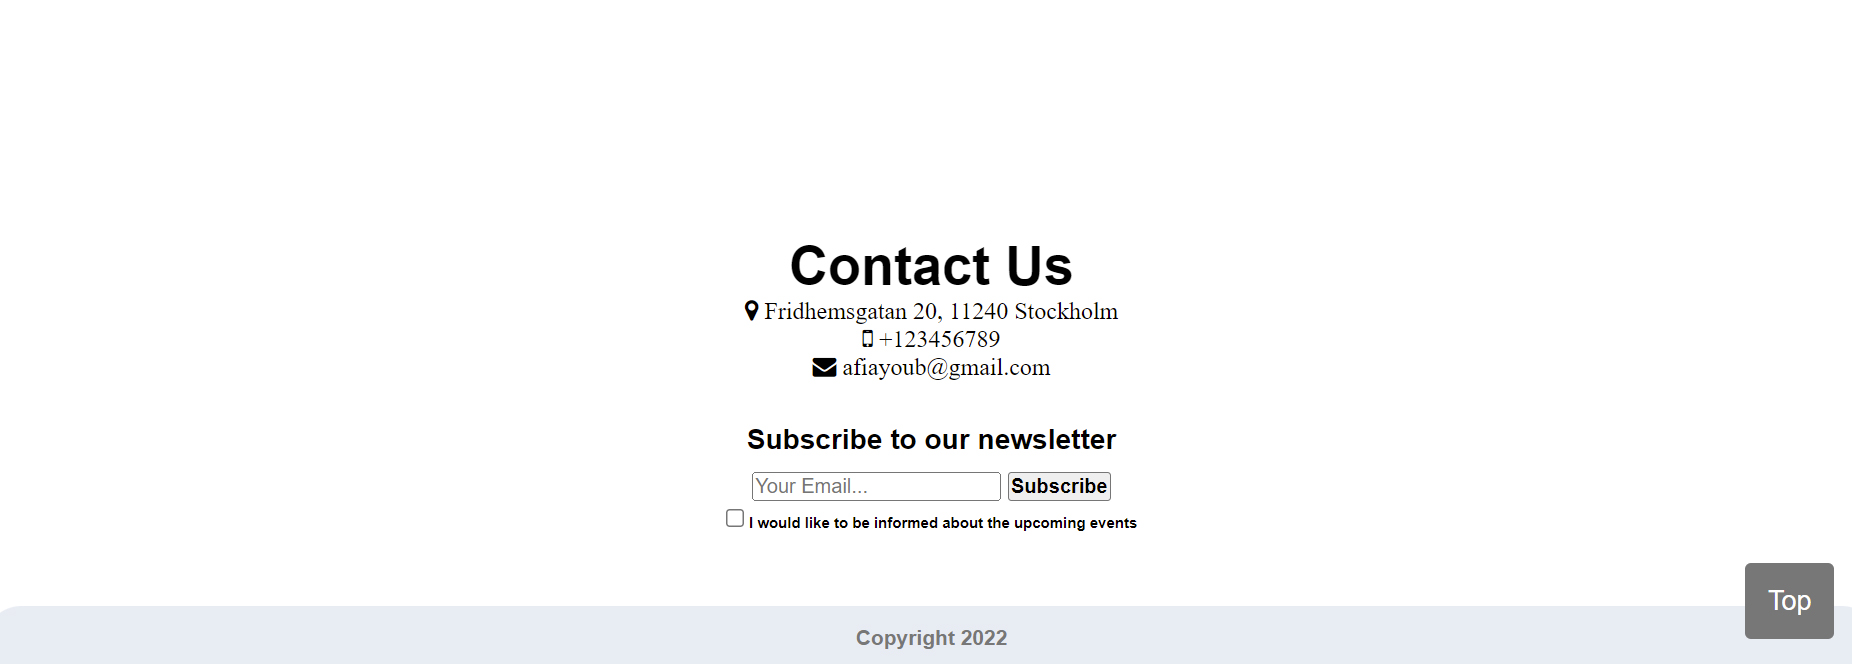 Contact Us
Fridhemsgatan 20, 11240 Stockholm
+123456789
afiayoub@gmail.com
Subscribe to our newsletter
Your Email... Subscribe
I would like to be informed about the upcoming events
Top
Copyright 2022